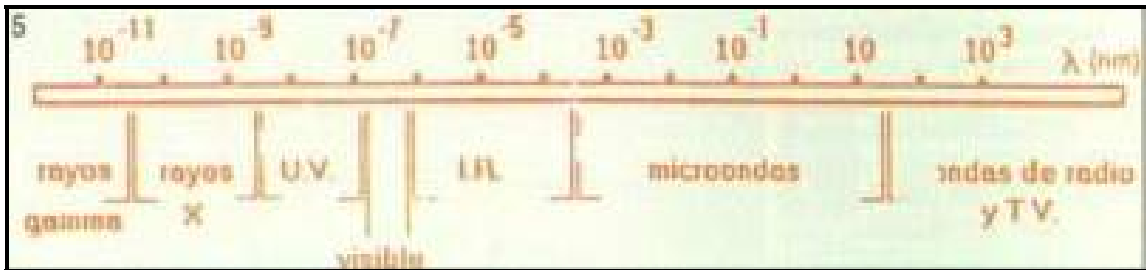 5
10⁻¹¹ 10⁻⁹ 10⁻⁷ 10⁻⁵ 10⁻³ 10⁻¹ 10 10³ λ (nm)
rayos rayos U.V. I.R. microondas ondas de radio
gamma X y T V.
visible